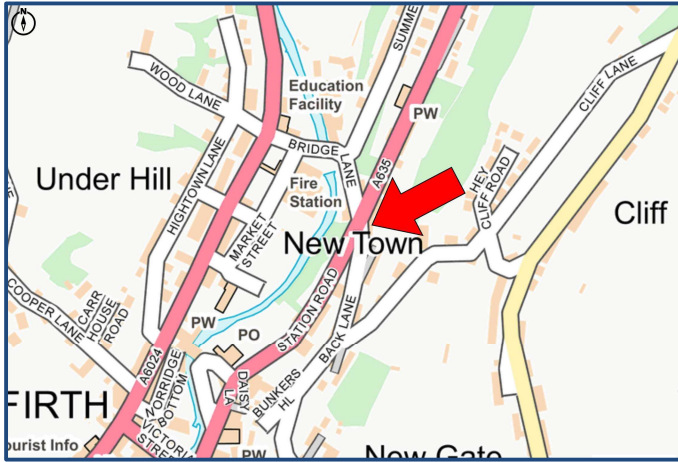 N
SUMME
WOOD LANE
Education
Facility
PW
CLIFF LANE
BRIDGE
LANE
A635
Under Hill
HIGHTOWN LANE
Fire
Station
HEY
CLIFF ROAD
Cliff
MARKET
STREET
New Town
COOPER LANE
CARR
HOUSE
ROAD
PW
PO
STATION ROAD
BACK LANE
A6024
NORRIDGE
BOTTOM
DAISY
LA
BUNKERS
HL
FIRTH
VICTORIA
STRE
ourist Info
PW
New Gate